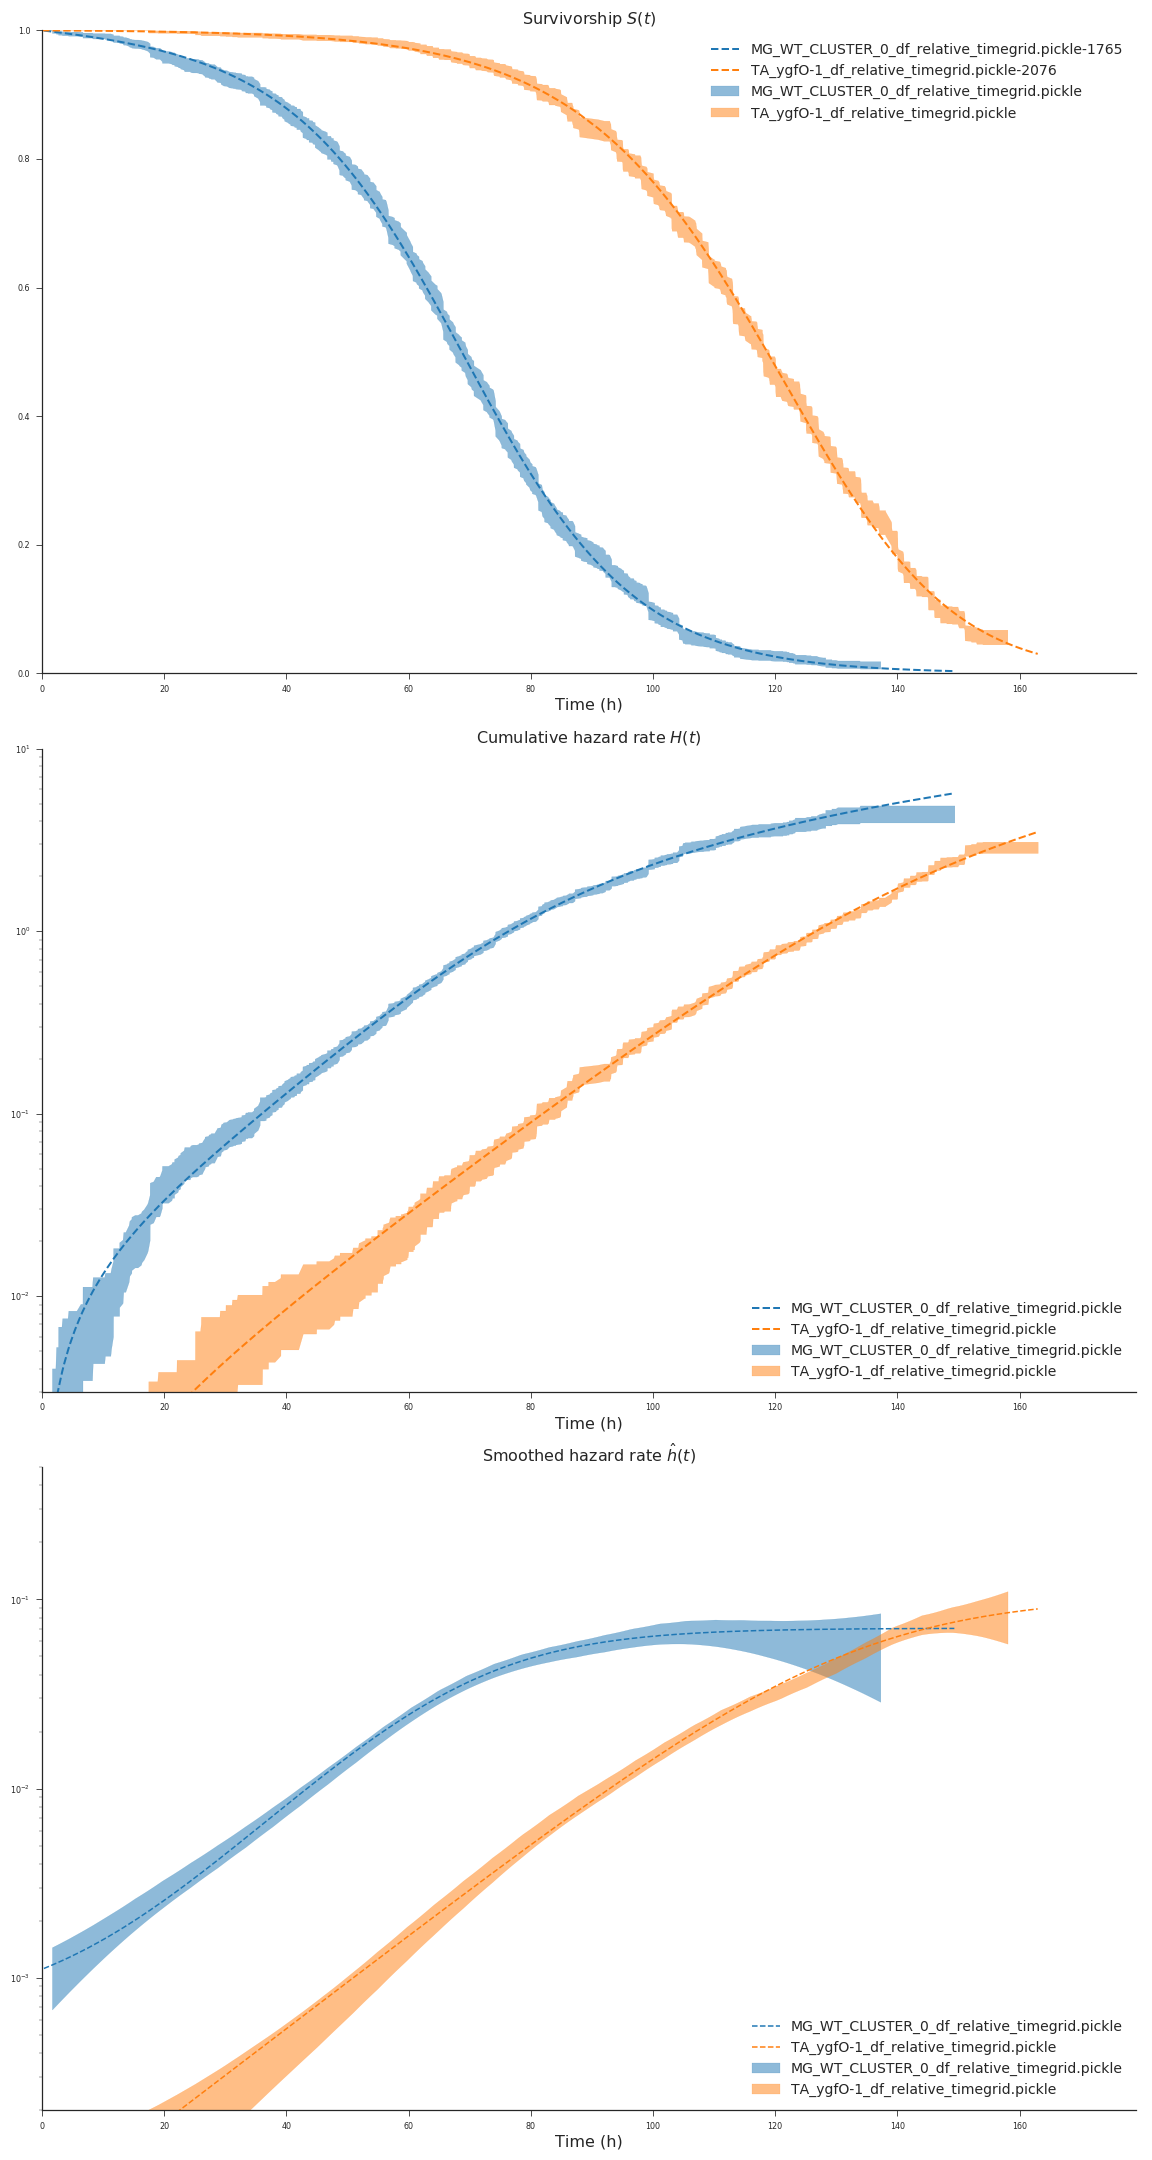 Survivorship S(t)
1.0
0.8
0.6
0.4
0.2
0.0
MG_WT_CLUSTER_0_df_relative_timegrid.pickle-1765
TA_ygfO-1_df_relative_timegrid.pickle-2076
MG_WT_CLUSTER_0_df_relative_timegrid.pickle
TA_ygfO-1_df_relative_timegrid.pickle
0 20 40 60 80 100 120 140 160
Time (h)
Cumulative hazard rate H(t)
10¹
10⁰
10⁻¹
10⁻²
MG_WT_CLUSTER_0_df_relative_timegrid.pickle
TA_ygfO-1_df_relative_timegrid.pickle
MG_WT_CLUSTER_0_df_relative_timegrid.pickle
TA_ygfO-1_df_relative_timegrid.pickle
0 20 40 60 80 100 120 140 160
Time (h)
Smoothed hazard rate ĥ(t)
10⁻¹
10⁻²
10⁻³
MG_WT_CLUSTER_0_df_relative_timegrid.pickle
TA_ygfO-1_df_relative_timegrid.pickle
MG_WT_CLUSTER_0_df_relative_timegrid.pickle
TA_ygfO-1_df_relative_timegrid.pickle
0 20 40 60 80 100 120 140 160
Time (h)